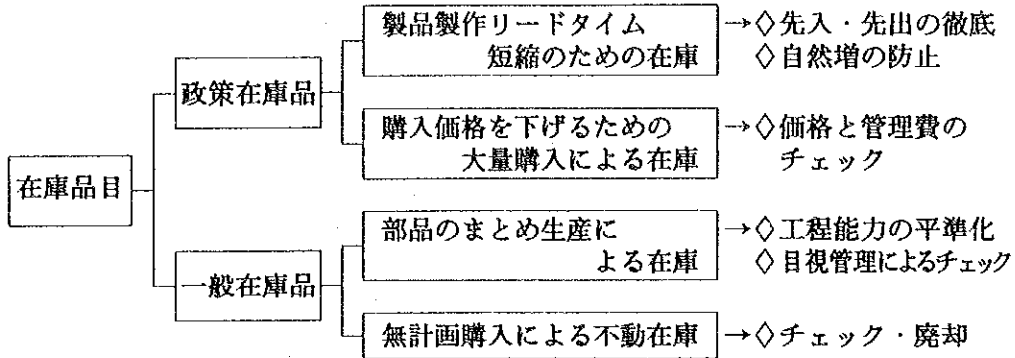 在庫品目
政策在庫品
製品製作リードタイム
短縮のための在庫
→◇先入・先出の徹底
◇自然増の防止
購入価格を下げるための
大量購入による在庫
→◇価格と管理費の
チェック
一般在庫品
部品のまとめ生産に
よる在庫
→◇工程能力の平準化
◇目視管理によるチェック
無計画購入による不動在庫
→◇チェック・廃却